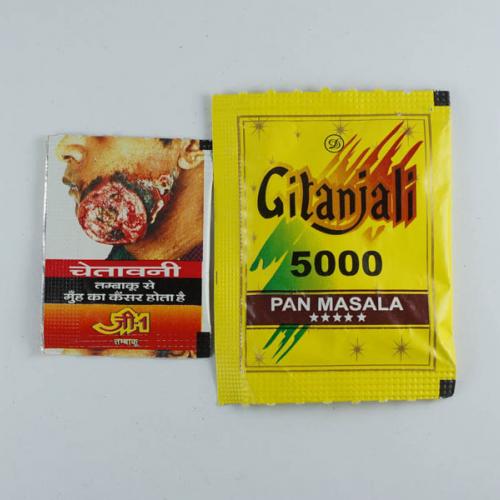 चेतावनी
तम्बाकू से
मुँह का कैंसर होता है
तम्बाकू
Gitanjali
5000
PAN MASALA